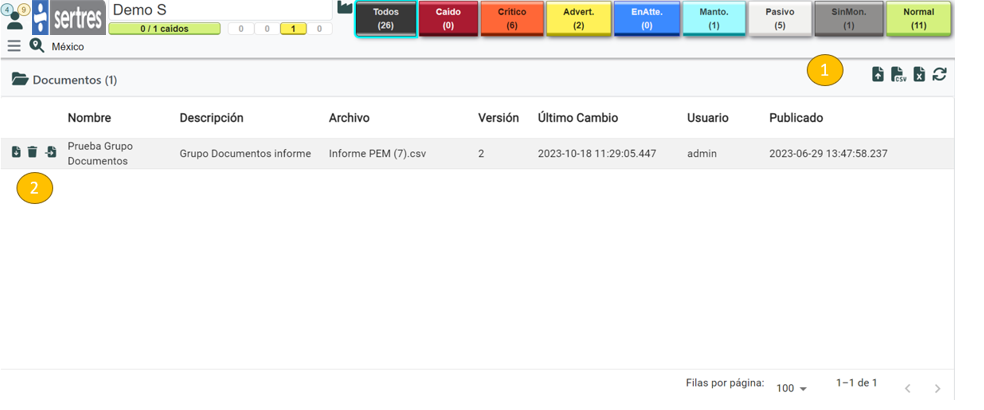 4 9
sertres
Demo S
0 / 1 caidos
0 0 1 0
Todos (26)
Caido (0)
Critico (6)
Advert. (2)
EnAtte. (0)
Manto. (1)
Pasivo (5)
SinMon. (1)
Normal (11)
México
1
CSV X
Documentos (1)
Nombre Descripción Archivo Versión Último Cambio Usuario Publicado
Prueba Grupo
Documentos
Grupo Documentos informe Informe PEM (7).csv 2 2023-10-18 11:29:05.447 admin 2023-06-29 13:47:58.237
2
Filas por página: 100 1–1 de 1